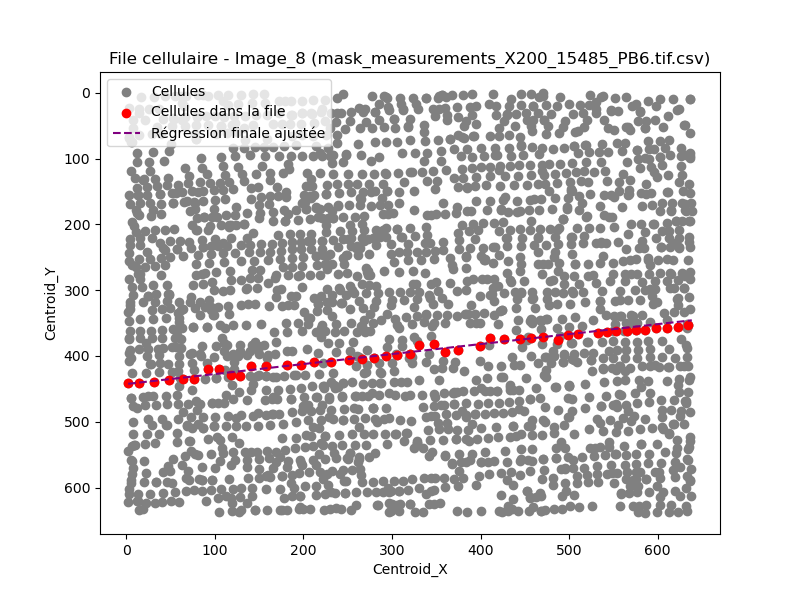 File cellulaire - Image_8 (mask_measurements_X200_15485_PB6.tif.csv)
Cellules
Cellules dans la file
Régression finale ajustée
Centroid_Y
0
100
200
300
400
500
600
0 100 200 300 400 500 600
Centroid_X